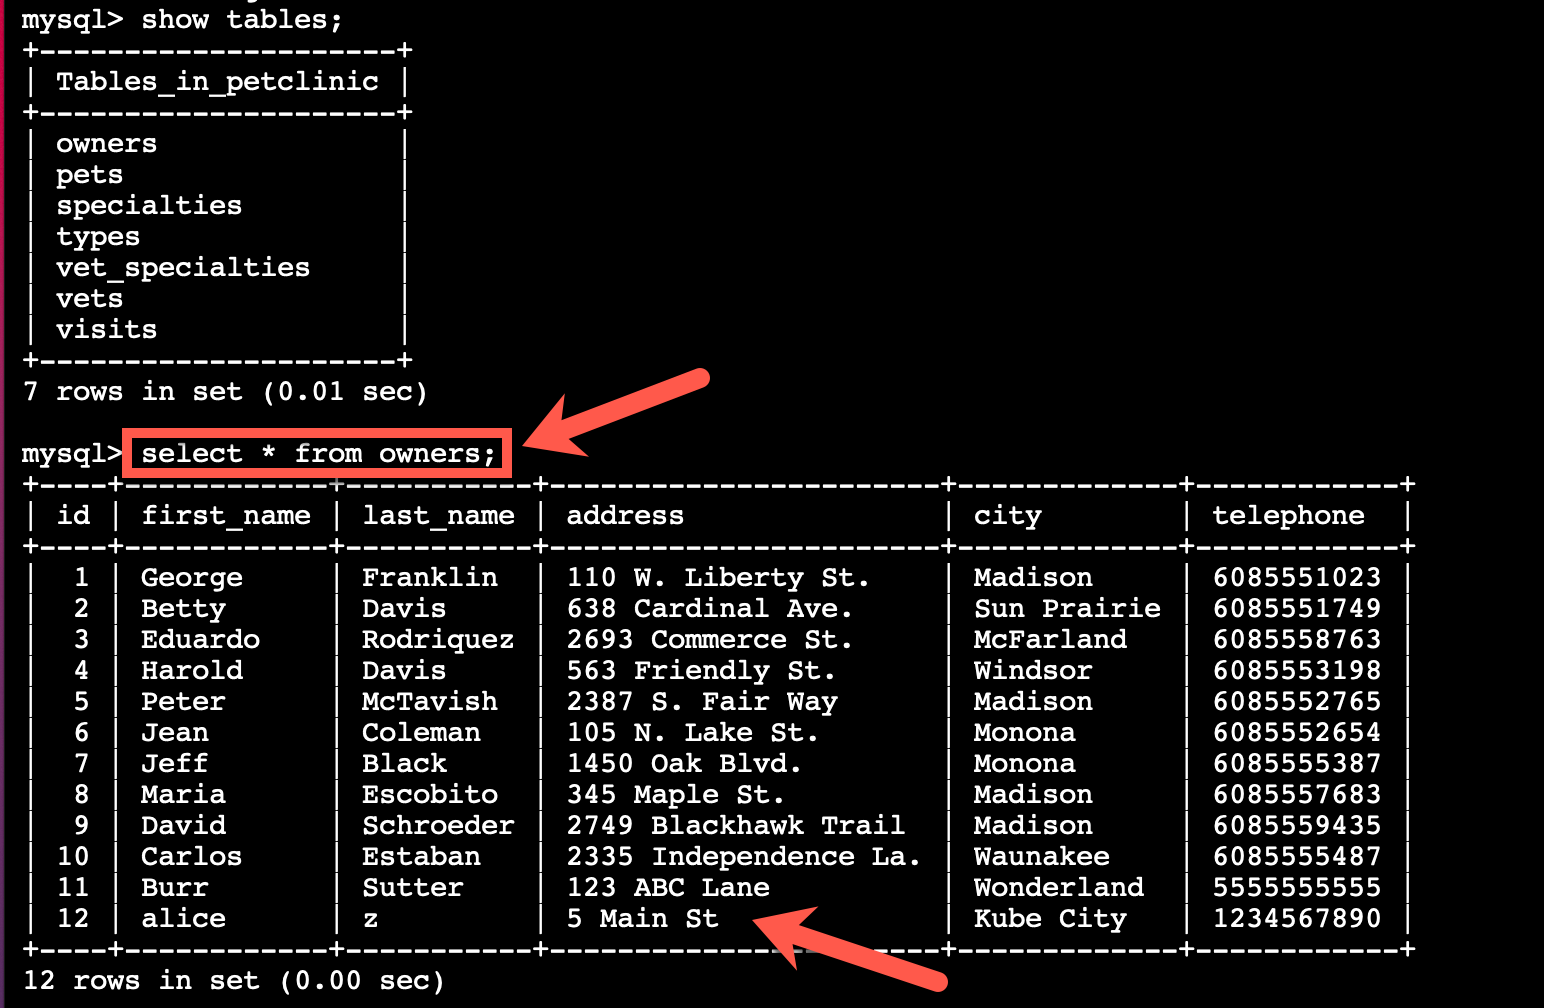 mysql> show tables;
+---------------------+
| Tables_in_petclinic |
+---------------------+
| owners              |
| pets                |
| specialties         |
| types               |
| vet_specialties     |
| vets                |
| visits              |
+---------------------+
7 rows in set (0.01 sec)
mysql> select * from owners;
+----+------------+-----------+-----------------------+-------------+------------+
| id | first_name | last_name | address               | city        | telephone  |
+----+------------+-----------+-----------------------+-------------+------------+
|  1 | George     | Franklin  | 110 W. Liberty St.    | Madison     | 6085551023 |
|  2 | Betty      | Davis     | 638 Cardinal Ave.     | Sun Prairie | 6085551749 |
|  3 | Eduardo    | Rodriquez | 2693 Commerce St.     | McFarland   | 6085558763 |
|  4 | Harold     | Davis     | 563 Friendly St.      | Windsor     | 6085553198 |
|  5 | Peter      | McTavish  | 2387 S. Fair Way      | Madison     | 6085552765 |
|  6 | Jean       | Coleman   | 105 N. Lake St.       | Monona      | 6085552654 |
|  7 | Jeff       | Black     | 1450 Oak Blvd.        | Monona      | 6085555387 |
|  8 | Maria      | Escobito  | 345 Maple St.         | Madison     | 6085557683 |
|  9 | David      | Schroeder | 2749 Blackhawk Trail  | Madison     | 6085559435 |
| 10 | Carlos     | Estaban   | 2335 Independence La. | Waunakee    | 6085555487 |
| 11 | Burr       | Sutter    | 123 ABC Lane          | Wonderland  | 5555555555 |
| 12 | alice      | z         | 5 Main St             | Kube City   | 1234567890 |
+----+------------+-----------+-----------------------+-------------+------------+
12 rows in set (0.00 sec)